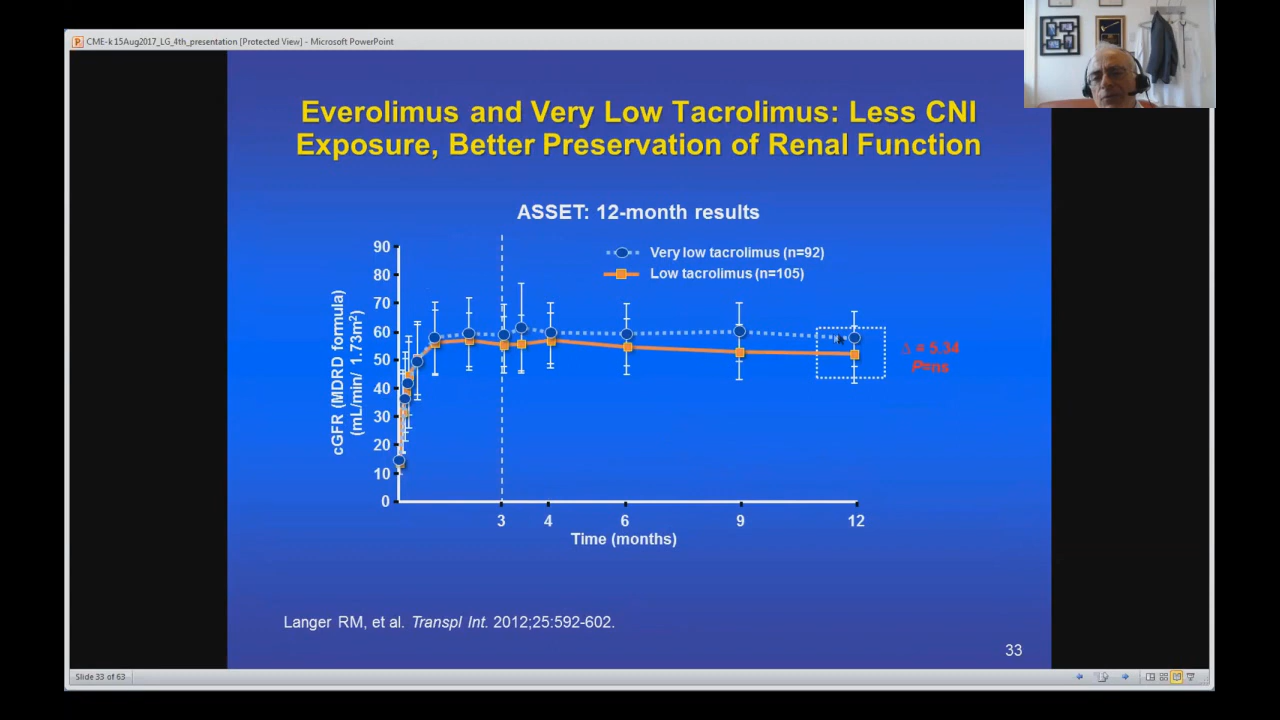 CME-k 15Aug2017_LG_4th_presentation [Protected View] - Microsoft PowerPoint
Everolimus and Very Low Tacrolimus: Less CNI
Exposure, Better Preservation of Renal Function
ASSET: 12-month results
Very low tacrolimus (n=92)
Low tacrolimus (n=105)
cGFR (MDRD formula)
(mL/min/ 1.73m²)
90
80
70
60
50
40
30
20
10
0
Δ = 5.34
P=ns
3 4 6 9 12
Time (months)
Langer RM, et al. Transpl Int. 2012;25:592-602.
33
Slide 33 of 63